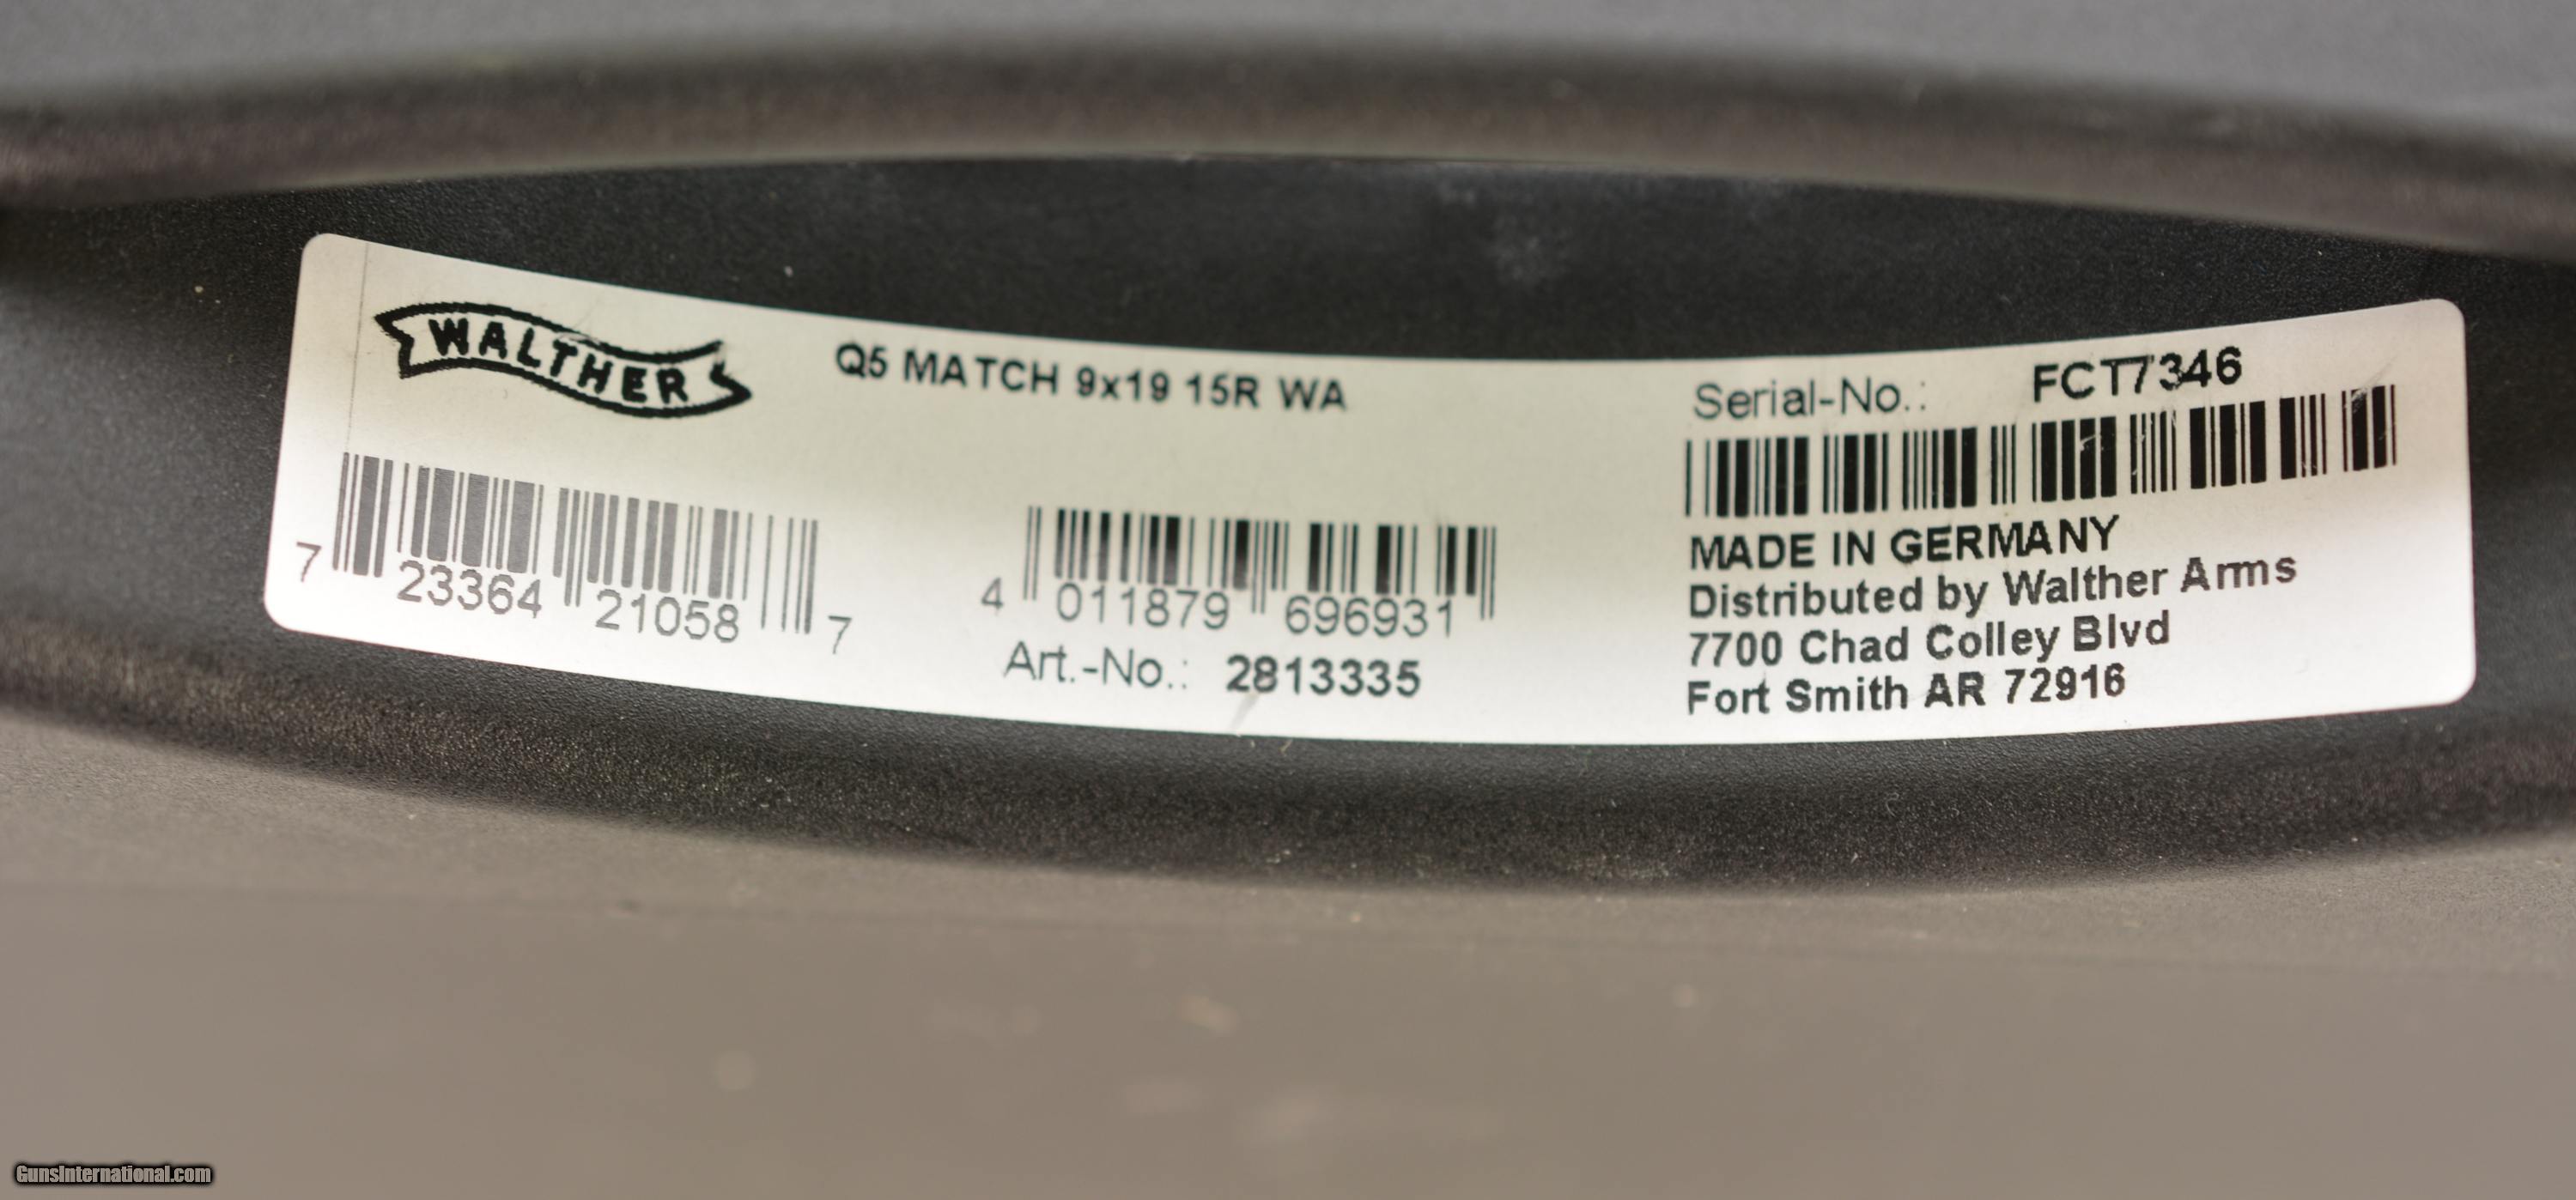 WALTHER
Q5 MATCH 9x19 15R WA
7 23364 21058 7
4 011879 696931
Art.-No.: 2813335
Serial-No.: FCT7346
MADE IN GERMANY
Distributed by Walther Arms
7700 Chad Colley Blvd
Fort Smith AR 72916
GunsInternational.com